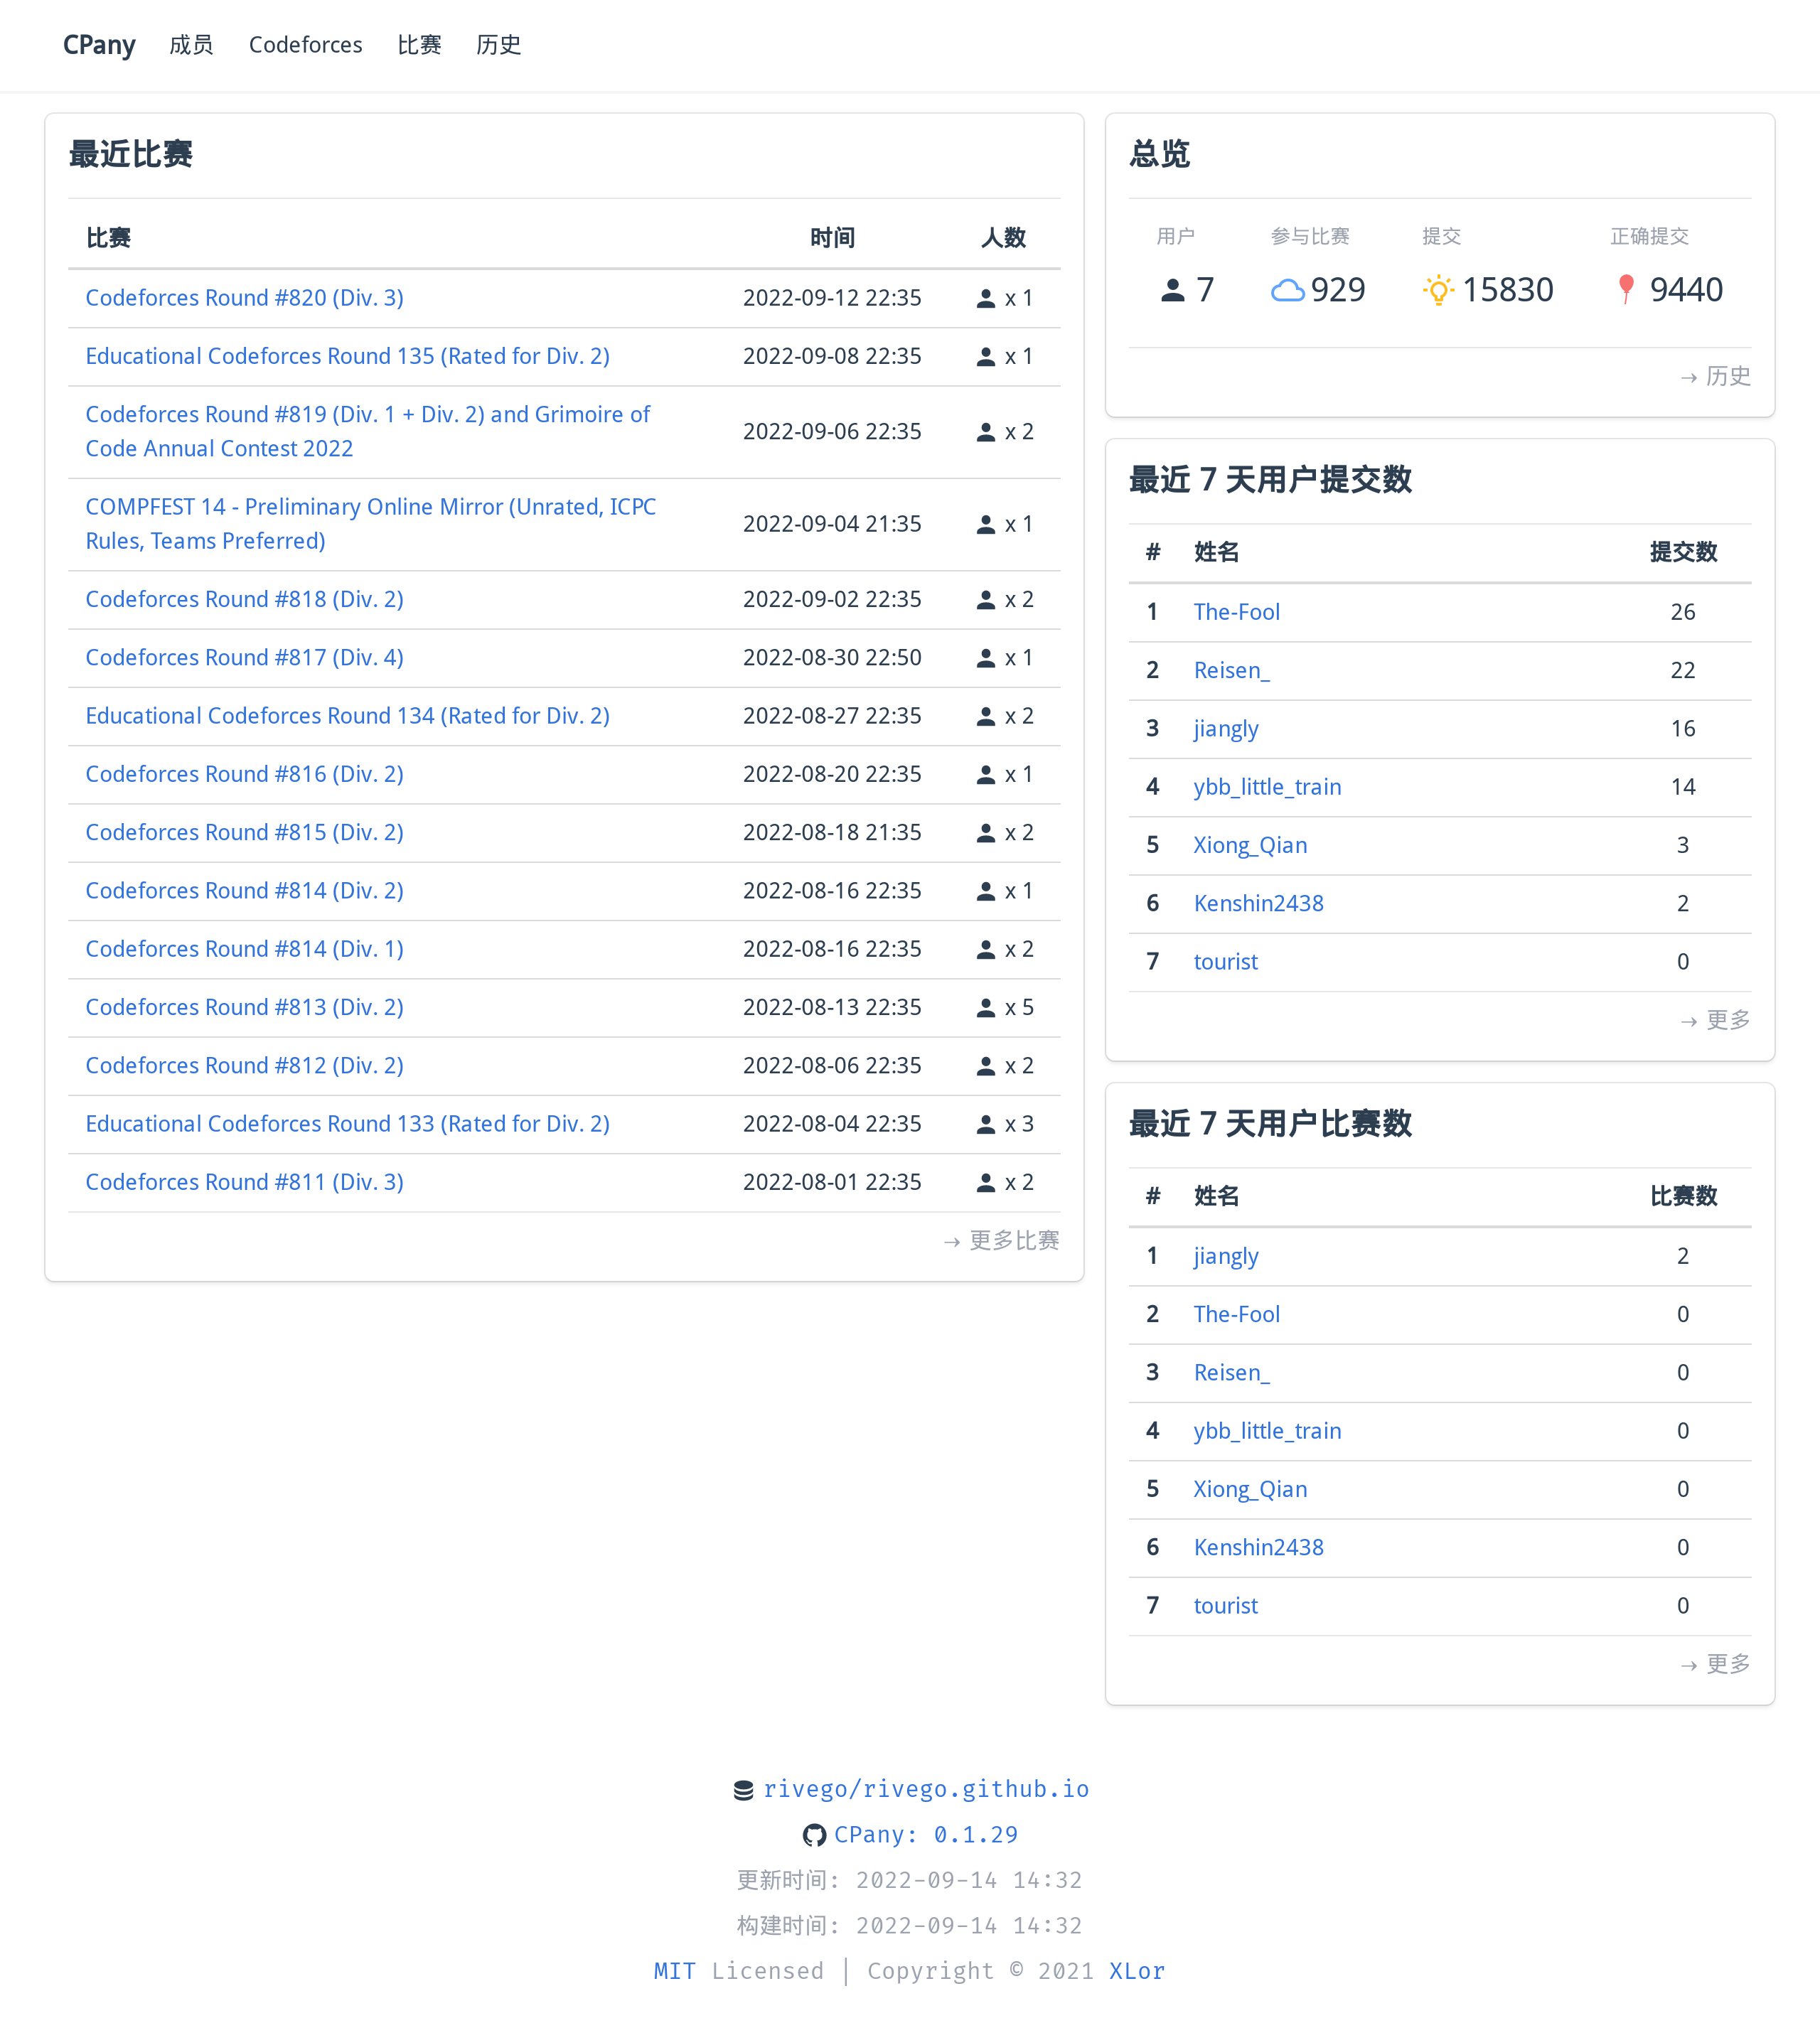 CPany 成员 Codeforces 比赛 历史
最近比赛
比赛 时间 人数
Codeforces Round #820 (Div. 3) 2022-09-12 22:35 x 1
Educational Codeforces Round 135 (Rated for Div. 2) 2022-09-08 22:35 x 1
Codeforces Round #819 (Div. 1 + Div. 2) and Grimoire of
Code Annual Contest 2022 2022-09-06 22:35 x 2
COMPFEST 14 - Preliminary Online Mirror (Unrated, ICPC
Rules, Teams Preferred) 2022-09-04 21:35 x 1
Codeforces Round #818 (Div. 2) 2022-09-02 22:35 x 2
Codeforces Round #817 (Div. 4) 2022-08-30 22:50 x 1
Educational Codeforces Round 134 (Rated for Div. 2) 2022-08-27 22:35 x 2
Codeforces Round #816 (Div. 2) 2022-08-20 22:35 x 1
Codeforces Round #815 (Div. 2) 2022-08-18 21:35 x 2
Codeforces Round #814 (Div. 2) 2022-08-16 22:35 x 1
Codeforces Round #814 (Div. 1) 2022-08-16 22:35 x 2
Codeforces Round #813 (Div. 2) 2022-08-13 22:35 x 5
Codeforces Round #812 (Div. 2) 2022-08-06 22:35 x 2
Educational Codeforces Round 133 (Rated for Div. 2) 2022-08-04 22:35 x 3
Codeforces Round #811 (Div. 3) 2022-08-01 22:35 x 2
→ 更多比赛
总览
用户 参与比赛 提交 正确提交
7 929 15830 9440
→ 历史
最近 7 天用户提交数
# 姓名 提交数
1 The-Fool 26
2 Reisen_ 22
3 jiangly 16
4 ybb_little_train 14
5 Xiong_Qian 3
6 Kenshin2438 2
7 tourist 0
→ 更多
最近 7 天用户比赛数
# 姓名 比赛数
1 jiangly 2
2 The-Fool 0
3 Reisen_ 0
4 ybb_little_train 0
5 Xiong_Qian 0
6 Kenshin2438 0
7 tourist 0
→ 更多
rivego/rivego.github.io
CPany: 0.1.29
更新时间: 2022-09-14 14:32
构建时间: 2022-09-14 14:32
MIT Licensed | Copyright © 2021 XLor